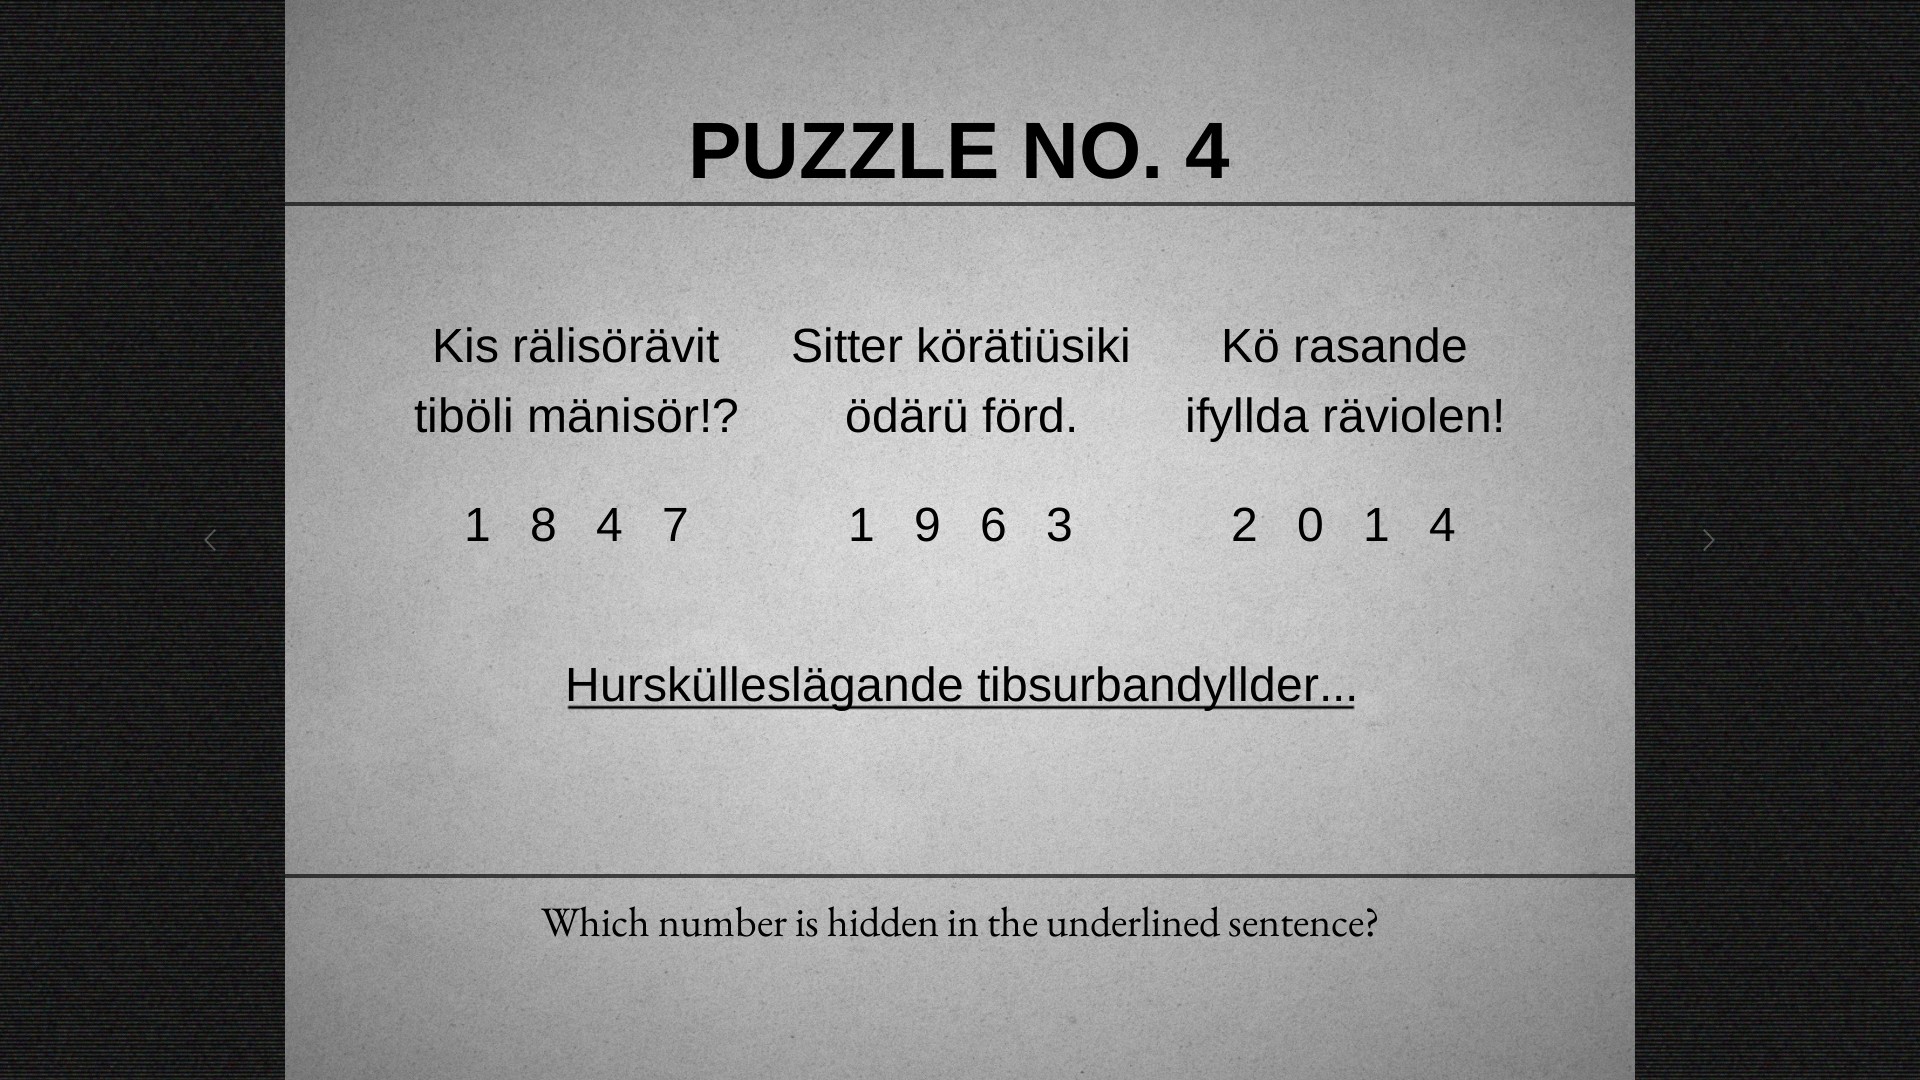 PUZZLE NO. 4
Kis rälisörävit
tiböli mänisör!?
1 8 4 7
Sitter körätiüsiki
ödärü förd.
1 9 6 3
Kö rasande
ifyllda räviolen!
2 0 1 4
Hurskülleslägande tibsurbandyllder...
Which number is hidden in the underlined sentence?